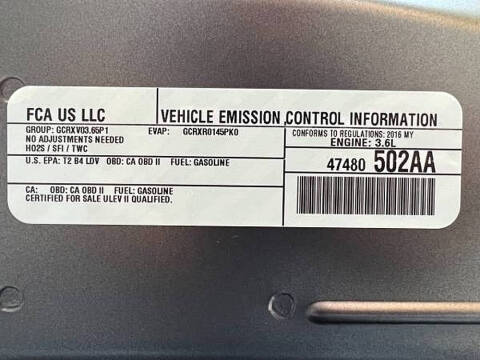 FCA US LLC
VEHICLE EMISSION CONTROL INFORMATION
GROUP: GCRXV03.65P1 EVAP: GCRXR0145PK0
NO ADJUSTMENTS NEEDED
HO2S / SFI / TWC
CONFORMS TO REGULATIONS: 2016 MY
ENGINE: 3.6L
U.S. EPA: T2 B4 LDV OBD: CA OBD II FUEL: GASOLINE
47480 502AA
CA: OBD: CA OBD II FUEL: GASOLINE
CERTIFIED FOR SALE ULEV II QUALIFIED.